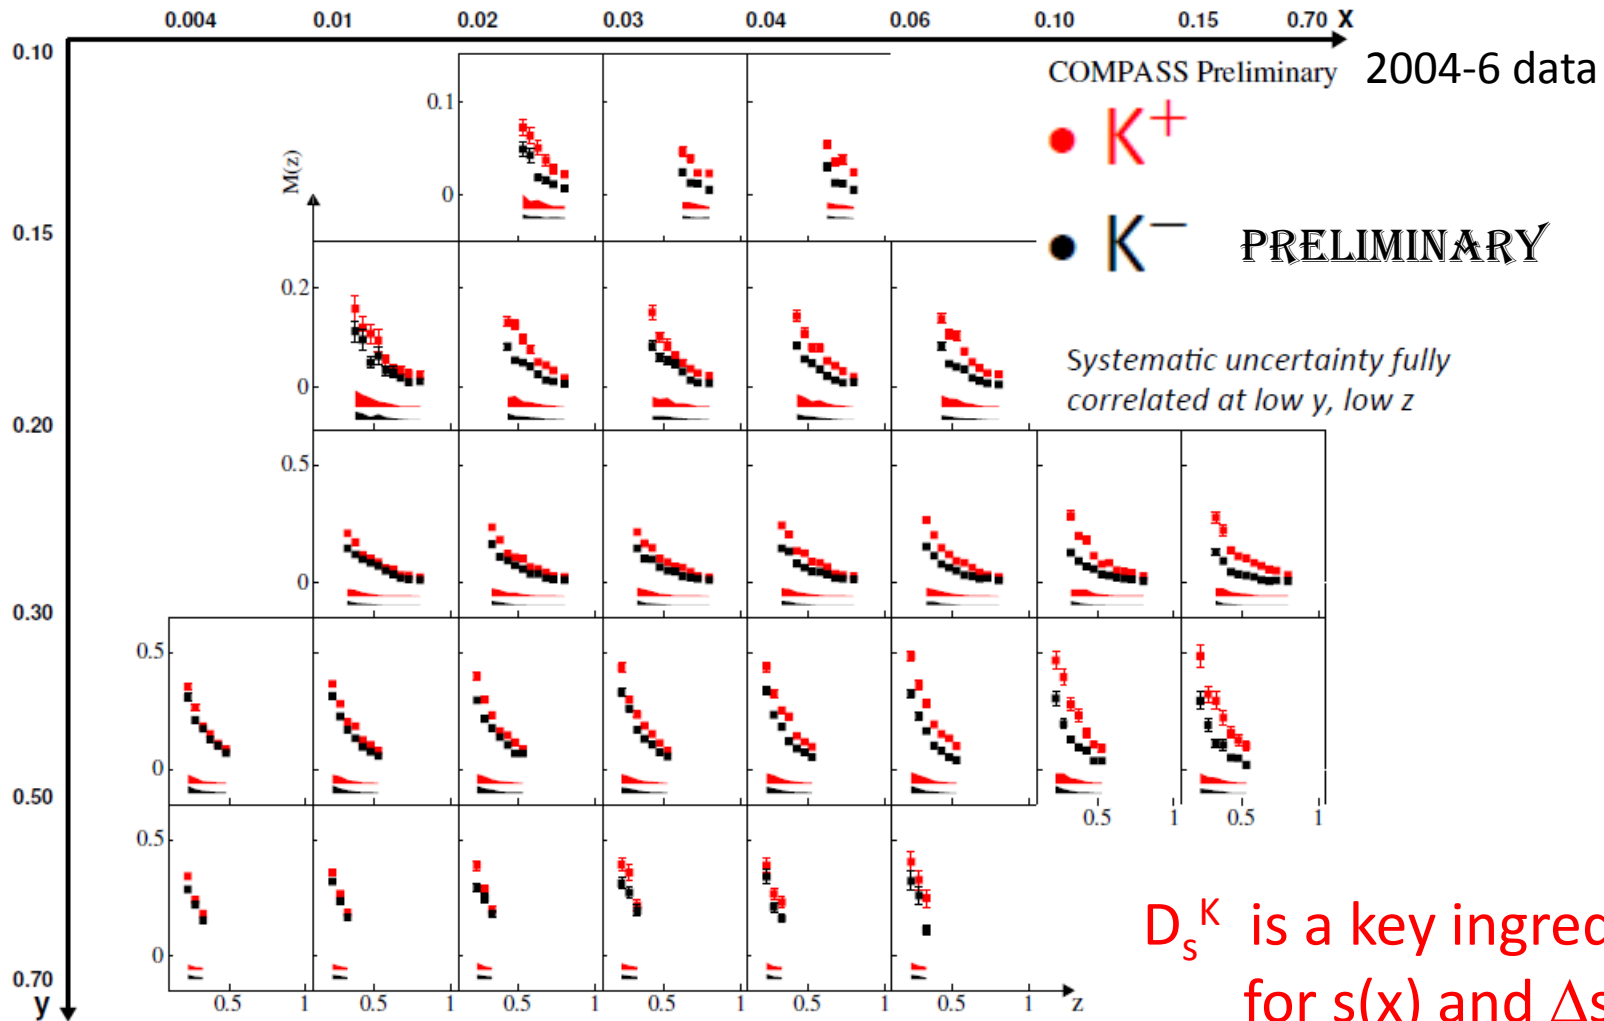 0.004 0.01 0.02 0.03 0.04 0.06 0.10 0.15 0.70 x
0.10
COMPASS Preliminary 2004-6 data
0.1
K+
M(z)
0
0.15
K− PRELIMINARY
0.2
Systematic uncertainty fully
0
correlated at low y, low z
0.20
0.5
0
0.30
0.5
0
0.50
0.5 1 0.5 1
0.5
D_s^K is a key ingred
0
0.70
y 0.5 1 0.5 1 0.5 1 0.5 1 0.5 1 0.5 1 z
for s(x) and Δs